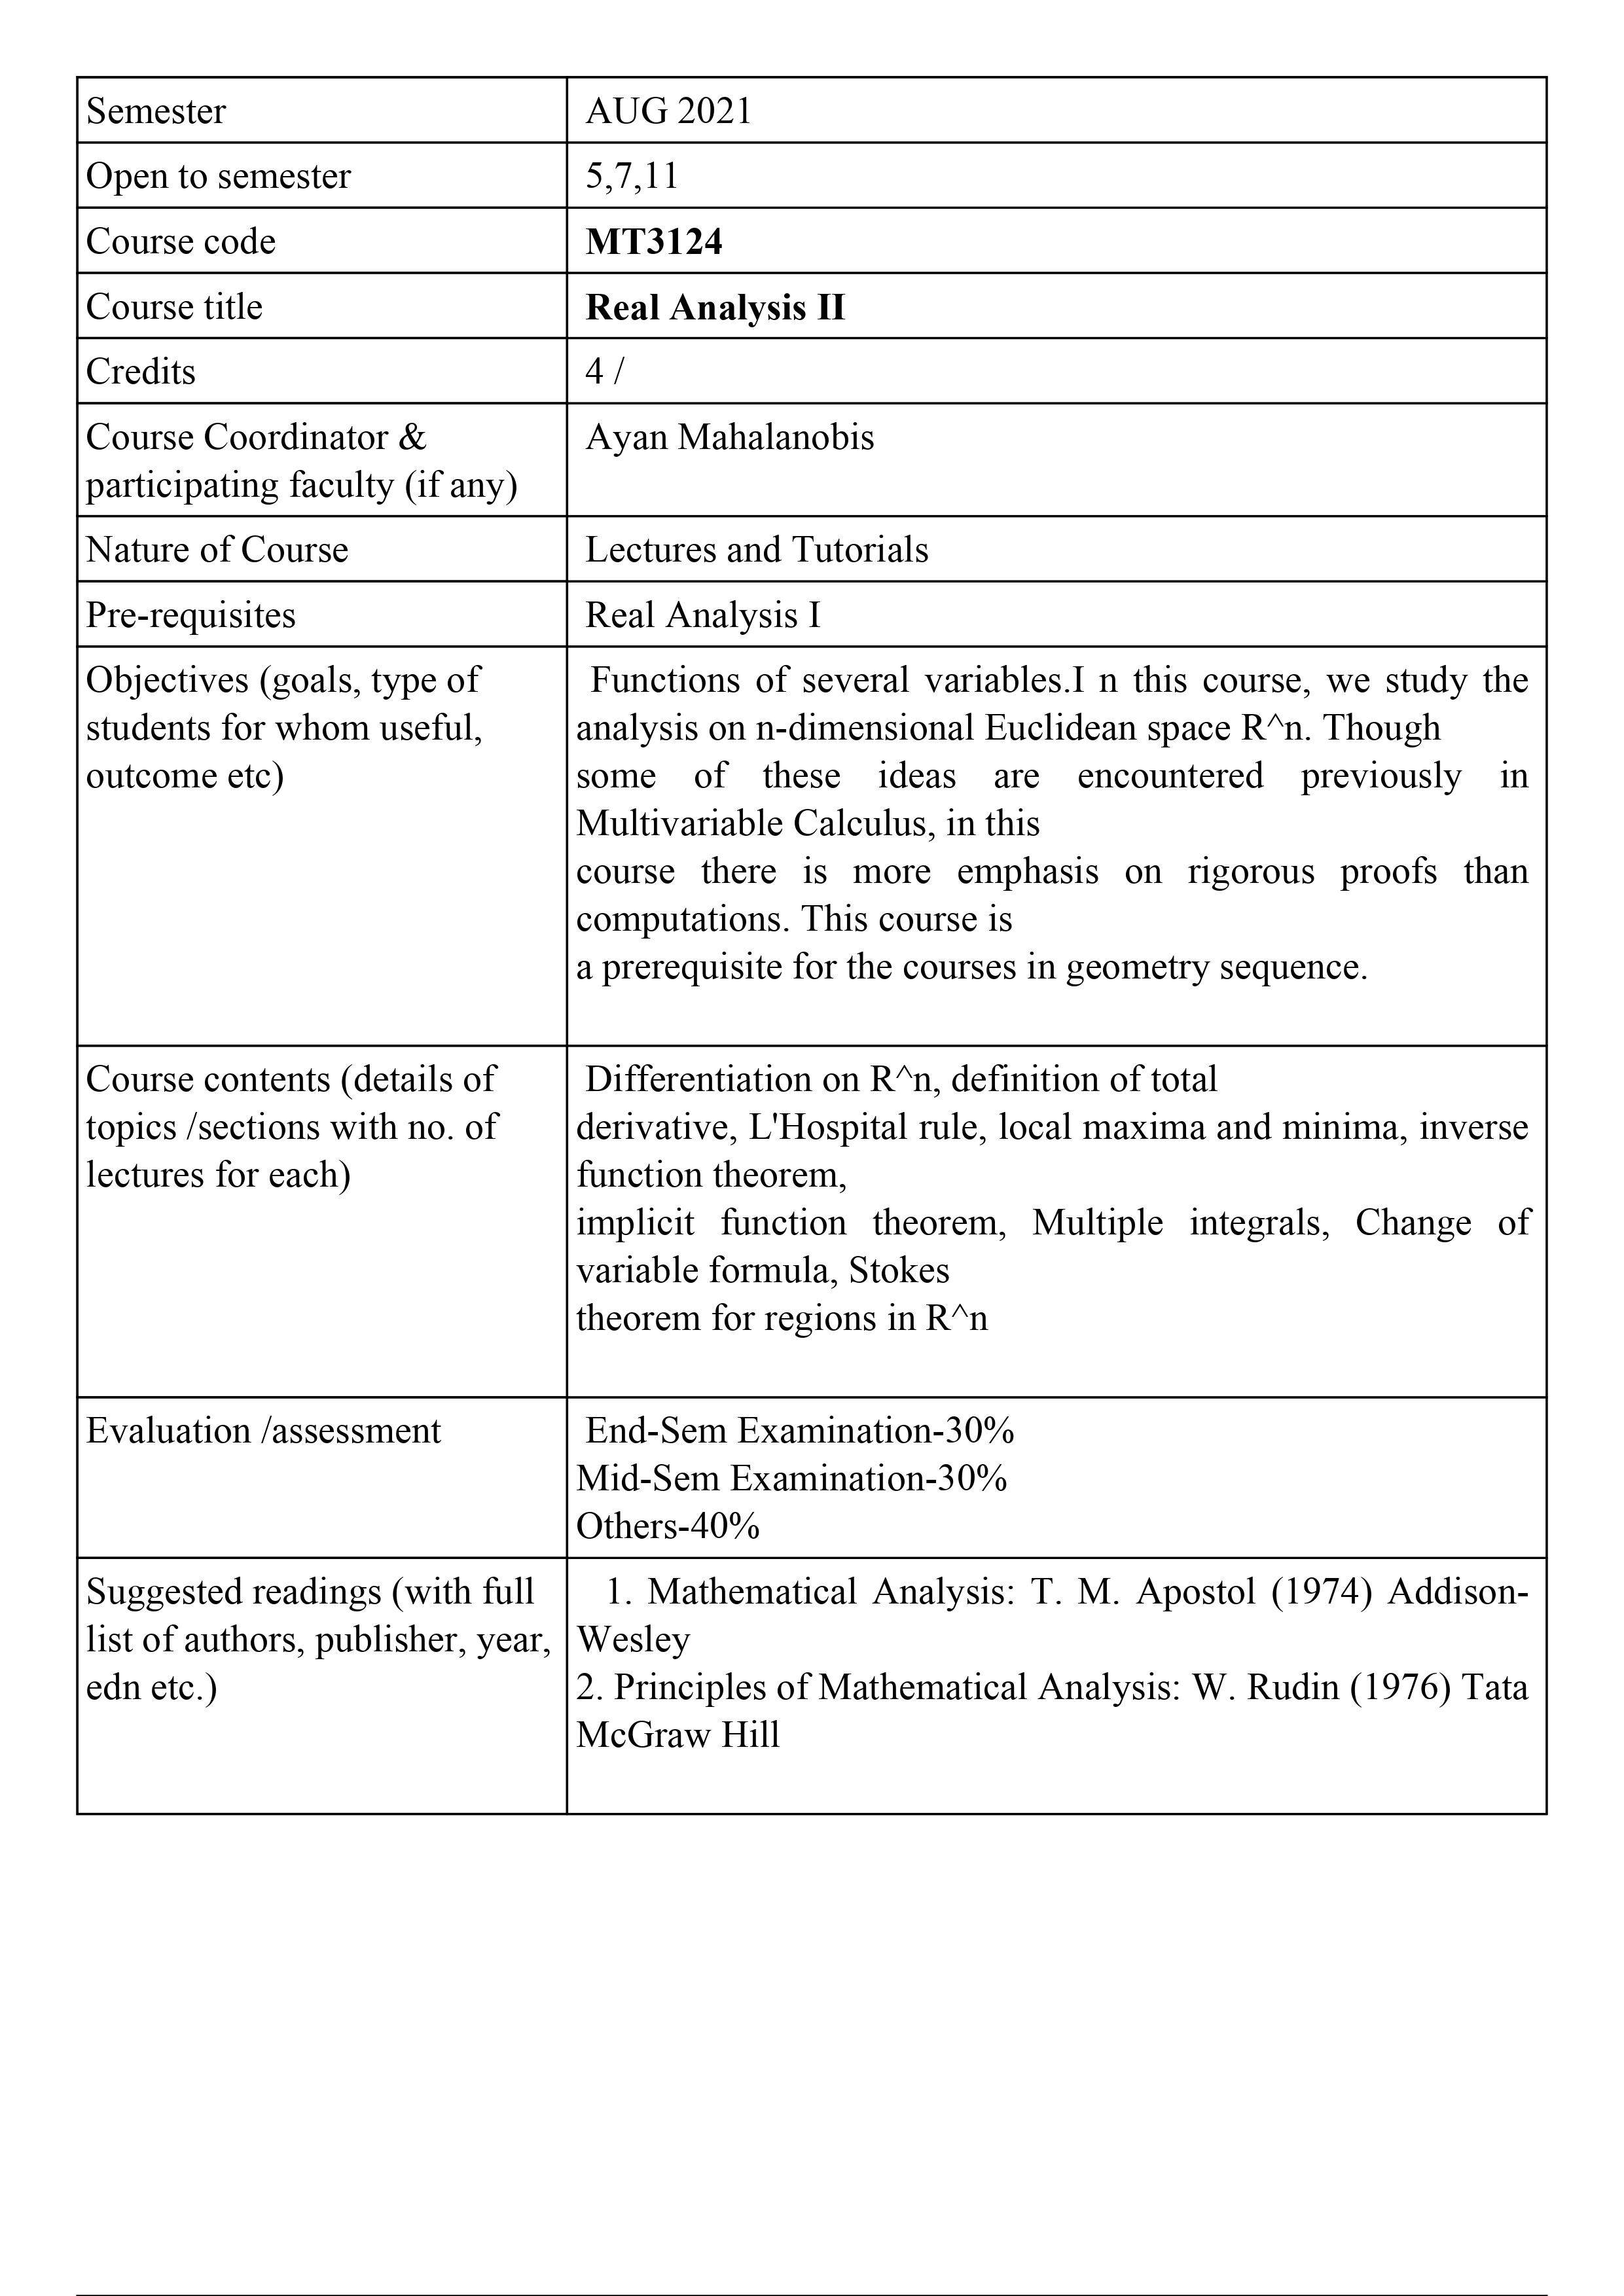 Semester AUG 2021
Open to semester 5,7,11
Course code MT3124
Course title Real Analysis II
Credits 4 /
Course Coordinator & Ayan Mahalanobis
participating faculty (if any)
Nature of Course Lectures and Tutorials
Pre-requisites Real Analysis I
Objectives (goals, type of
students for whom useful,
outcome etc)
Functions of several variables.I n this course, we study the
analysis on n-dimensional Euclidean space R^n. Though
some of these ideas are encountered previously in
Multivariable Calculus, in this
course there is more emphasis on rigorous proofs than
computations. This course is
a prerequisite for the courses in geometry sequence.
Course contents (details of
topics /sections with no. of
lectures for each)
Differentiation on R^n, definition of total
derivative, L'Hospital rule, local maxima and minima, inverse
function theorem,
implicit function theorem, Multiple integrals, Change of
variable formula, Stokes
theorem for regions in R^n
Evaluation /assessment
End-Sem Examination-30%
Mid-Sem Examination-30%
Others-40%
Suggested readings (with full
list of authors, publisher, year,
edn etc.)
1. Mathematical Analysis: T. M. Apostol (1974) Addison-
Wesley
2. Principles of Mathematical Analysis: W. Rudin (1976) Tata
McGraw Hill